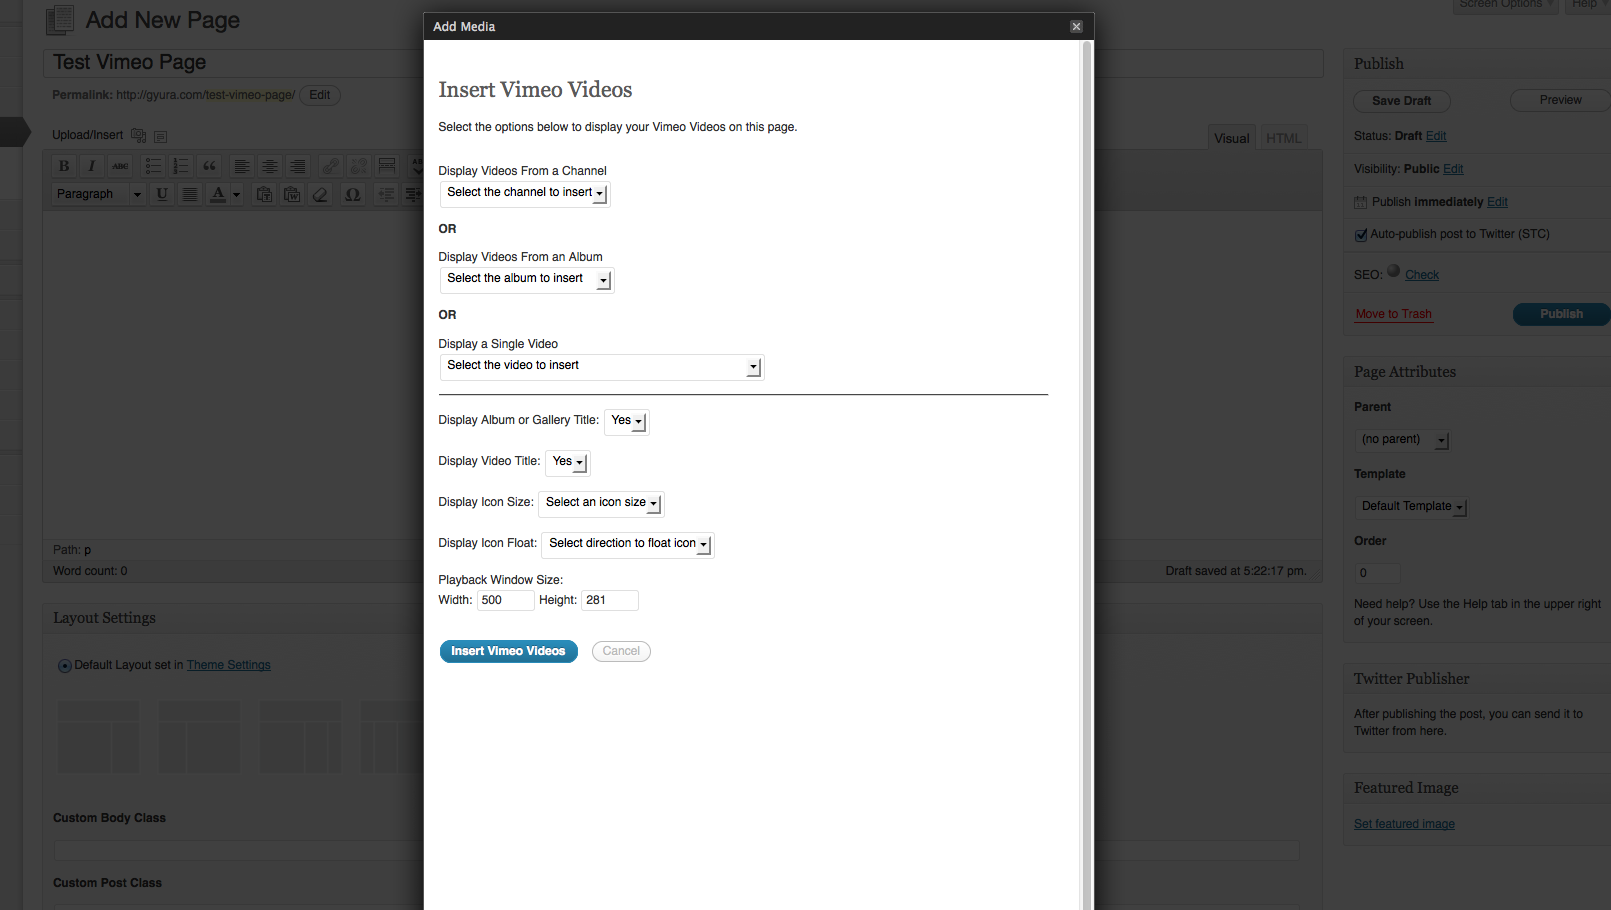 Add New Page
Screen Options
Help
Test Vimeo Page
Permalink: http://gyura.com/test-vimeo-page/ Edit
Upload/Insert
Visual
HTML
B I ABC
Paragraph U A Ω
Path: p
Word count: 0
Draft saved at 5:22:17 pm.
Layout Settings
Default Layout set in Theme Settings
Custom Body Class
Custom Post Class
Add Media
Insert Vimeo Videos
Select the options below to display your Vimeo Videos on this page.
Display Videos From a Channel
Select the channel to insert
OR
Display Videos From an Album
Select the album to insert
OR
Display a Single Video
Select the video to insert
Display Album or Gallery Title: Yes
Display Video Title: Yes
Display Icon Size: Select an icon size
Display Icon Float: Select direction to float icon
Playback Window Size:
Width: 500 Height: 281
Insert Vimeo Videos Cancel
Publish
Save Draft Preview
Status: Draft Edit
Visibility: Public Edit
Publish immediately Edit
Auto-publish post to Twitter (STC)
SEO: Check
Move to Trash Publish
Page Attributes
Parent
(no parent)
Template
Default Template
Order
0
Need help? Use the Help tab in the upper right
of your screen.
Twitter Publisher
After publishing the post, you can send it to
Twitter from here.
Featured Image
Set featured image